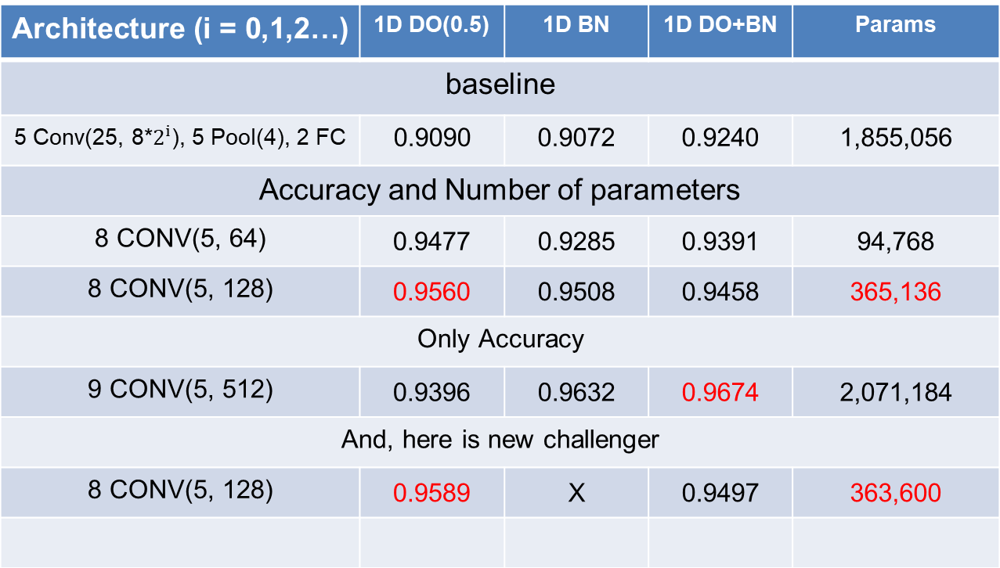 Architecture (i = 0,1,2…) 1D DO(0.5) 1D BN 1D DO+BN Params
baseline
5 Conv(25, 8*2ⁱ), 5 Pool(4), 2 FC 0.9090 0.9072 0.9240 1,855,056
Accuracy and Number of parameters
8 CONV(5, 64) 0.9477 0.9285 0.9391 94,768
8 CONV(5, 128) 0.9560 0.9508 0.9458 365,136
Only Accuracy
9 CONV(5, 512) 0.9396 0.9632 0.9674 2,071,184
And, here is new challenger
8 CONV(5, 128) 0.9589 X 0.9497 363,600